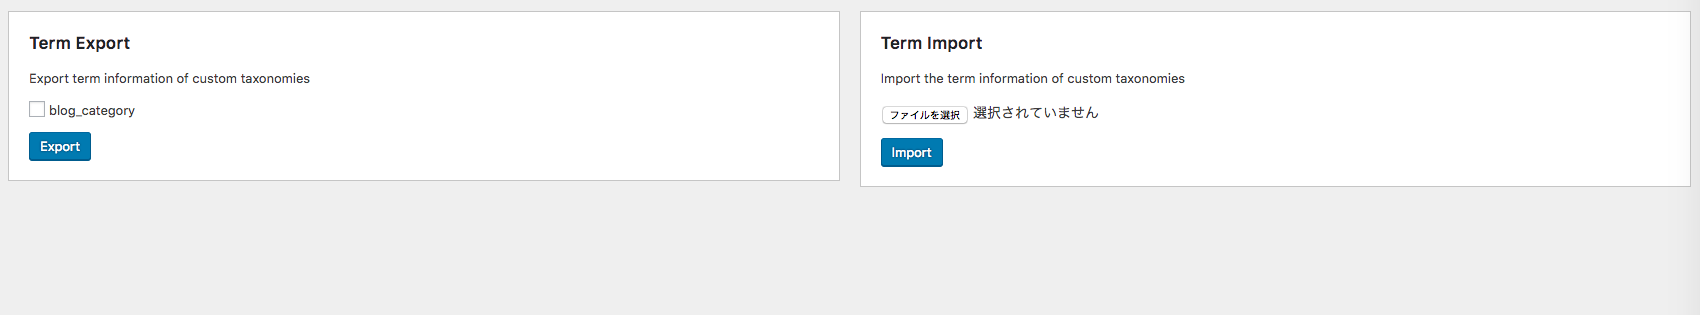 Term Export
Export term information of custom taxonomies
blog_category
Export
Term Import
Import the term information of custom taxonomies
ファイルを選択 選択されていません
Import